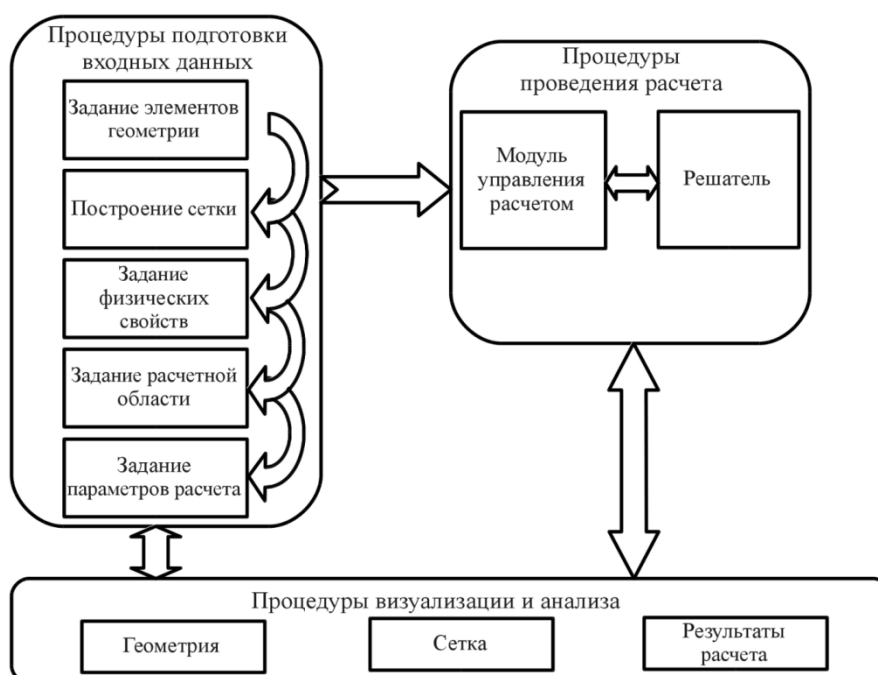 Процедуры подготовки
входных данных
Задание элементов
геометрии
Построение сетки
Задание
физических
свойств
Задание расчетной
области
Задание
параметров расчета
Процедуры
проведения расчета
Модуль
управления
расчетом
Решатель
Процедуры визуализации и анализа
Геометрия
Сетка
Результаты
расчета